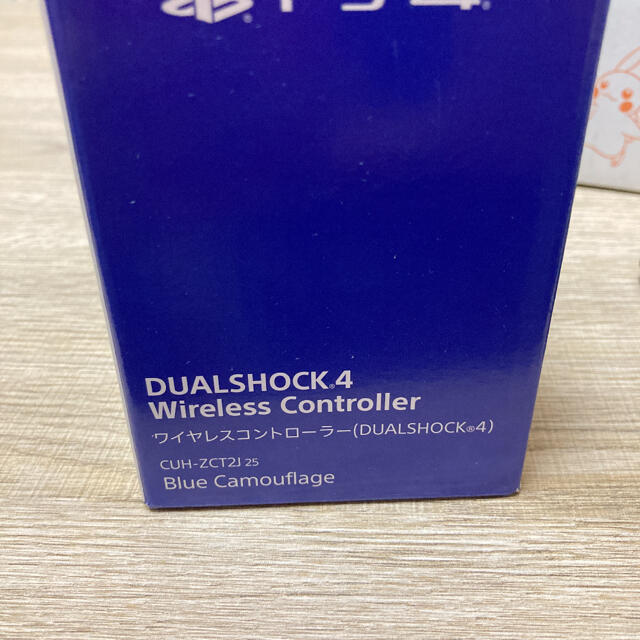 PS4
DUALSHOCK®4
Wireless Controller
ワイヤレスコントローラー(DUALSHOCK®4)
CUH-ZCT2J 25
Blue Camouflage